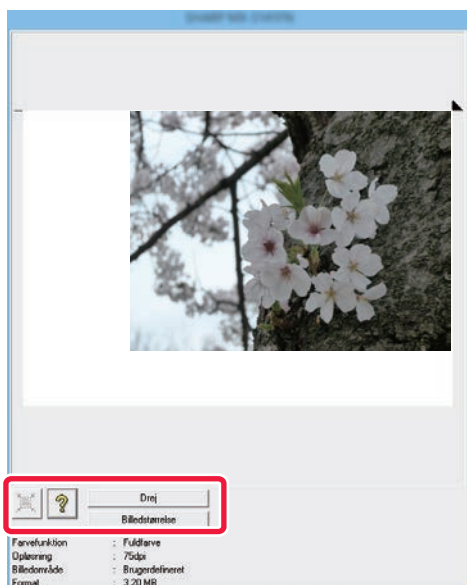 ?
Drej
Billedstørrelse
Farvefunktion : Fuldfarve
Opløsning : 75dpi
Billedområde : Brugerdefineret
Format : 3.20 MB